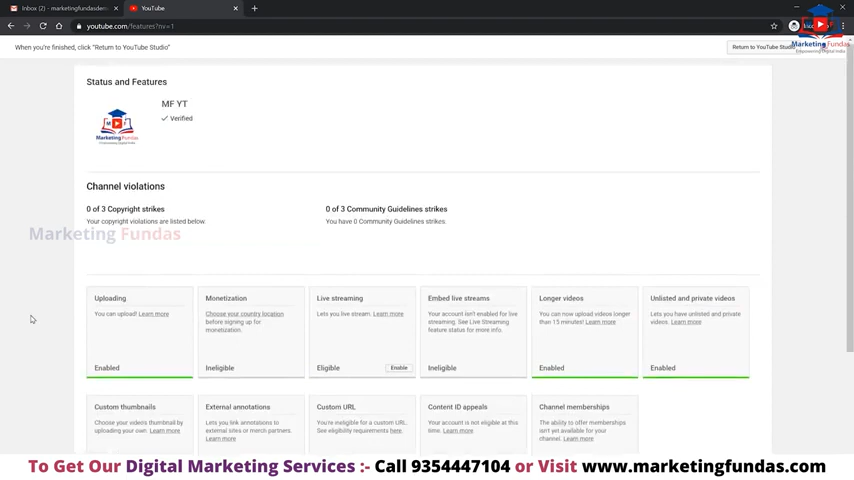 Inbox (2) - marketingfundasdem
YouTube
youtube.com/features?nv=1
When you're finished, click "Return to YouTube Studio"
Return to YouTube Studio
Marketing Fundas
Empowering Digital India
Status and Features
MF YT
Verified
Marketing Fundas
Channel violations
0 of 3 Copyright strikes
0 of 3 Community Guidelines strikes
Your copyright violations are listed below.
You have 0 Community Guidelines strikes.
Marketing Fundas
Uploading
You can upload! Learn more
Enabled
Monetization
Choose your country location
before signing up for
monetization.
Ineligible
Live streaming
Lets you live stream. Learn more
Eligible
Enable
Embed live streams
Your account isn't enabled for live
streaming. See Live Streaming
feature status for more info.
Ineligible
Longer videos
You can now upload videos longer
than 15 minutes! Learn more
Enabled
Unlisted and private videos
Lets you have unlisted and private
videos. Learn more
Enabled
Custom thumbnails
Choose your videos thumbnail by
uploading your own. Learn more
External annotations
Lets you link annotations to
external sites or merch partners.
Learn more
Custom URL
You're ineligible for a custom URL.
See eligibility requirements here.
Content ID appeals
Your account is not eligible at this
time. Learn more
Channel memberships
The ability to offer memberships
isn't yet available for your
channel. Learn more
To Get Our Digital Marketing Services :- Call 9354447104 or Visit www.marketingfundas.com